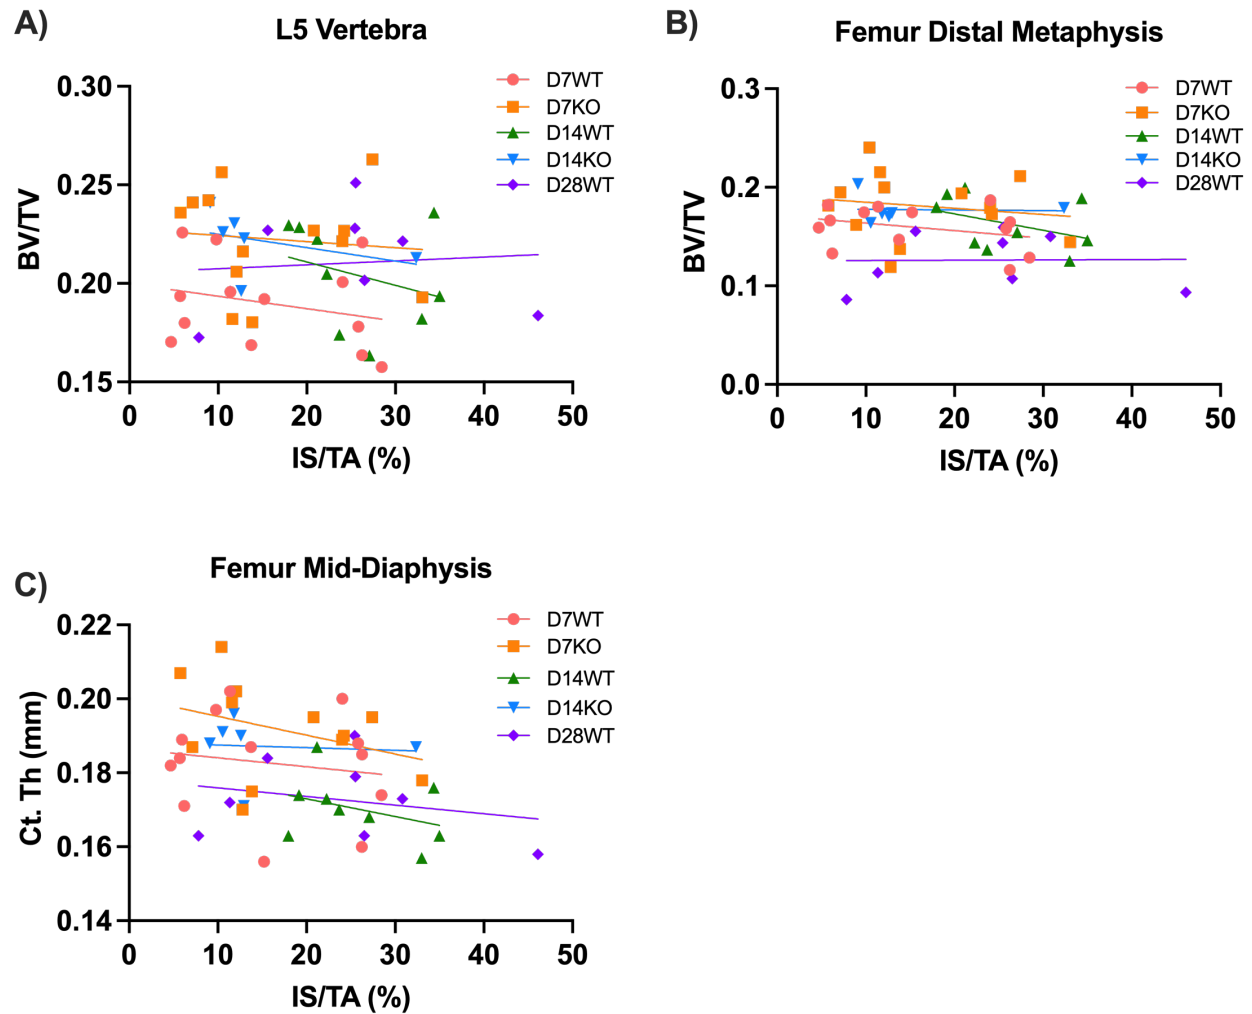 A)
L5 Vertebra
BV/TV
0.30
0.25
0.20
0.15
0 10 20 30 40 50
IS/TA (%)
D7WT
D7KO
D14WT
D14KO
D28WT
B)
Femur Distal Metaphysis
BV/TV
0.3
0.2
0.1
0.0
0 10 20 30 40 50
IS/TA (%)
D7WT
D7KO
D14WT
D14KO
D28WT
C)
Femur Mid-Diaphysis
Ct. Th (mm)
0.22
0.20
0.18
0.16
0.14
0 10 20 30 40 50
IS/TA (%)
D7WT
D7KO
D14WT
D14KO
D28WT